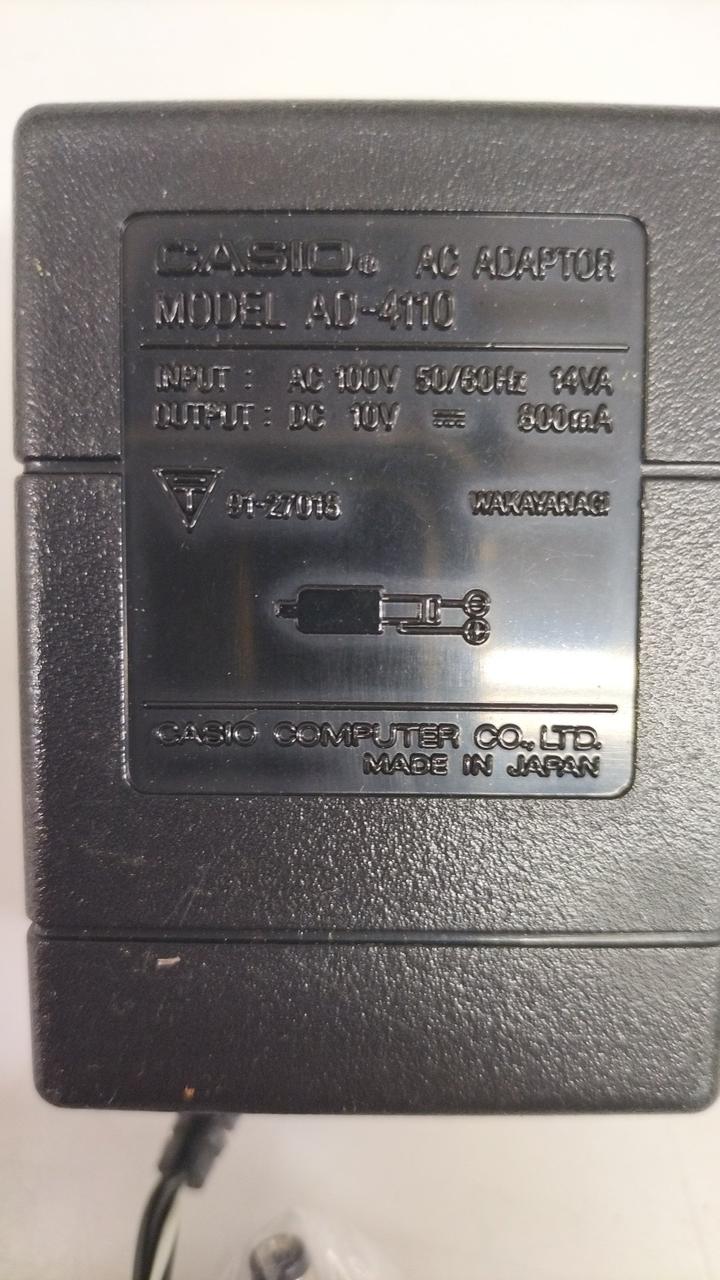 CASIO® AC ADAPTOR
MODEL AD-4110
INPUT : AC 100V 50/60Hz 14VA
OUTPUT : DC 10V 800mA
91-27018 WAKAYANAGI
CASIO COMPUTER CO., LTD.
MADE IN JAPAN